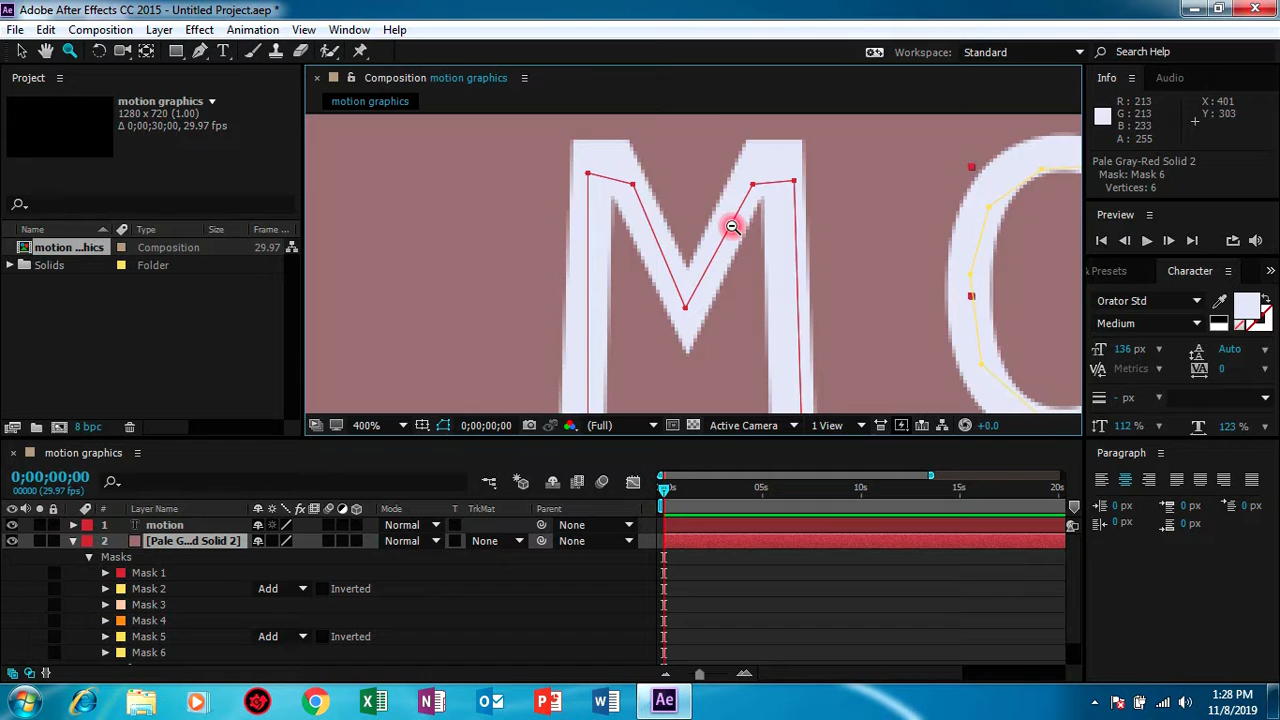 Adobe After Effects CC 2015 - Untitled Project.aep *
File Edit Composition Layer Effect Animation View Window Help
Workspace: Standard Search Help
Project
motion graphics
1280 x 720 (1.00)
Δ 0;00;30;00, 29.97 fps
Name Type Size Frame ...
motion ...hics Composition 29.97
Solids Folder
8 bpc
Composition motion graphics
motion graphics
M
400% 0;00;00;00 (Full) Active Camera 1 View +0.0
Info Audio
R : 213 X : 401
G : 213 Y : 303
B : 233
A : 255
Pale Gray-Red Solid 2
Mask: Mask 6
Vertices: 6
Preview
& Presets Character
Orator Std
Medium
136 px Auto
Metrics 0
- px
112 % 123 %
Paragraph
0 px 0 px 0 px
0 px 0 px
motion graphics
0;00;00;00
00000 (29.97 fps)
# Layer Name Mode T TrkMat Parent
05s 10s 15s 20s
1 T motion Normal None
2 [Pale G...d Solid 2] Normal None None
Masks
Mask 1
Mask 2 Add Inverted
Mask 3
Mask 4
Mask 5 Add Inverted
Mask 6
1:28 PM
11/8/2019